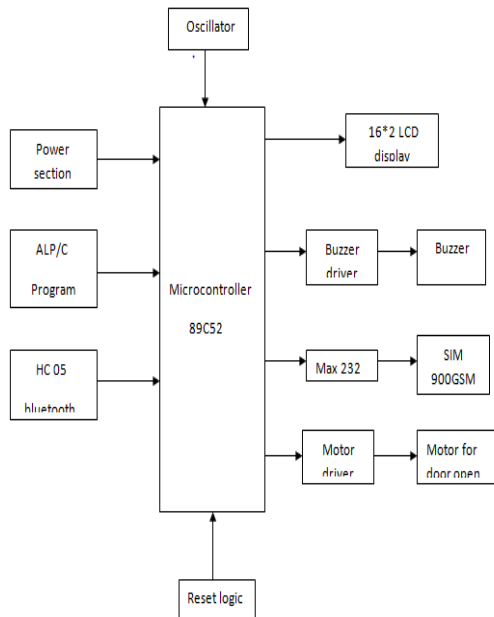 Oscillator
Power
section
ALP/C
Program
HC 05
bluetooth
Microcontroller
89C52
16*2 LCD
display
Buzzer
driver
Buzzer
Max 232
SIM
900GSM
Motor
driver
Motor for
door open
Reset logic